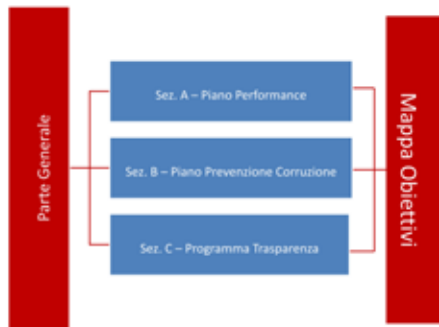 Parte Generale
Sez. A – Piano Performance
Sez. B – Piano Prevenzione Corruzione
Sez. C – Programma Trasparenza
Mappa Obiettivi